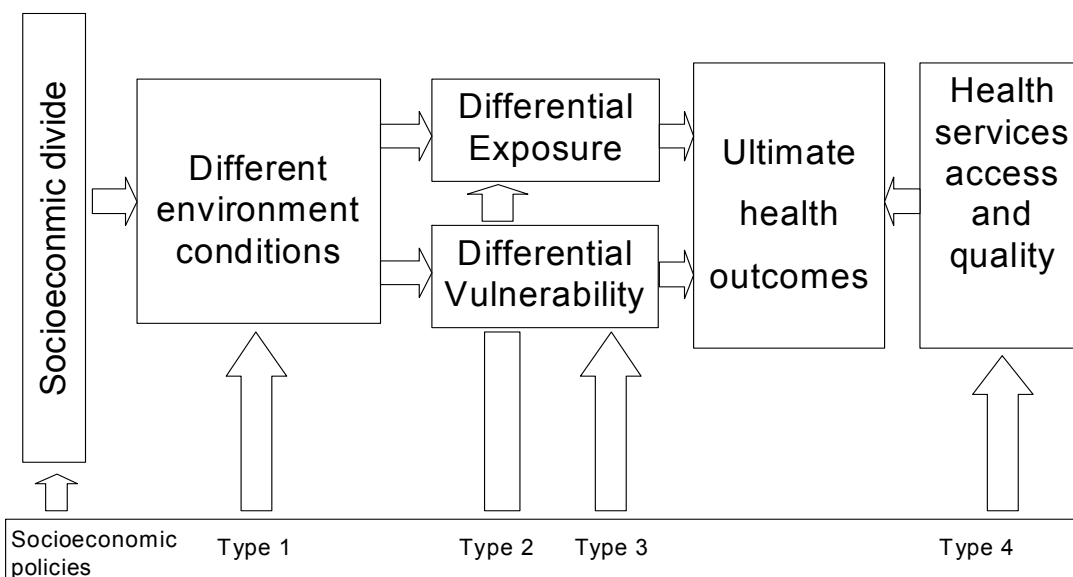 Socioeconmic divide
Different
environment
conditions
Differential
Exposure
Differential
Vulnerability
Ultimate
health
outcomes
Health
services
access
and
quality
Socioeconomic
policies
Type 1
Type 2
Type 3
Type 4